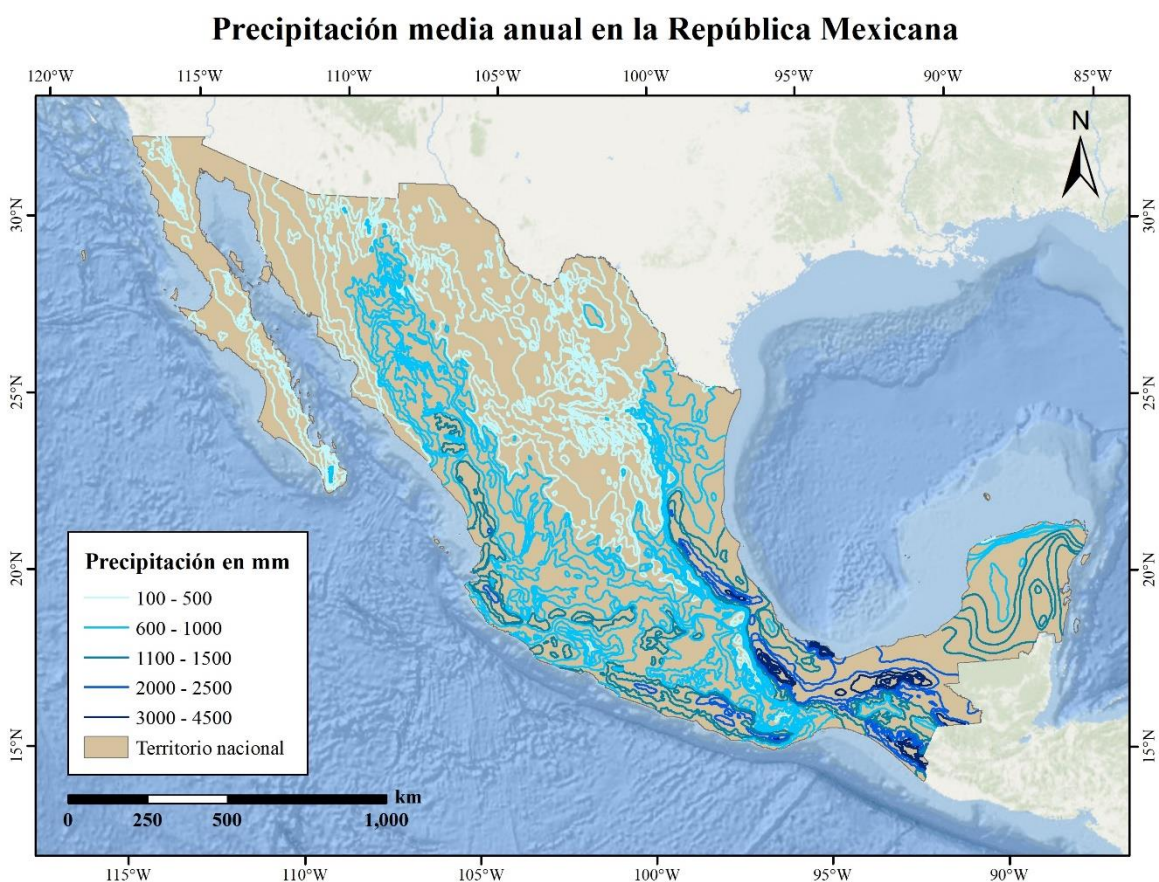 Precipitación media anual en la República Mexicana
120°W 115°W 110°W 105°W 100°W 95°W 90°W 85°W
N
30°N 30°N
25°N 25°N
20°N 20°N
15°N 15°N
Precipitación en mm
100 - 500
600 - 1000
1100 - 1500
2000 - 2500
3000 - 4500
Territorio nacional
km
0 250 500 1,000
115°W 110°W 105°W 100°W 95°W 90°W